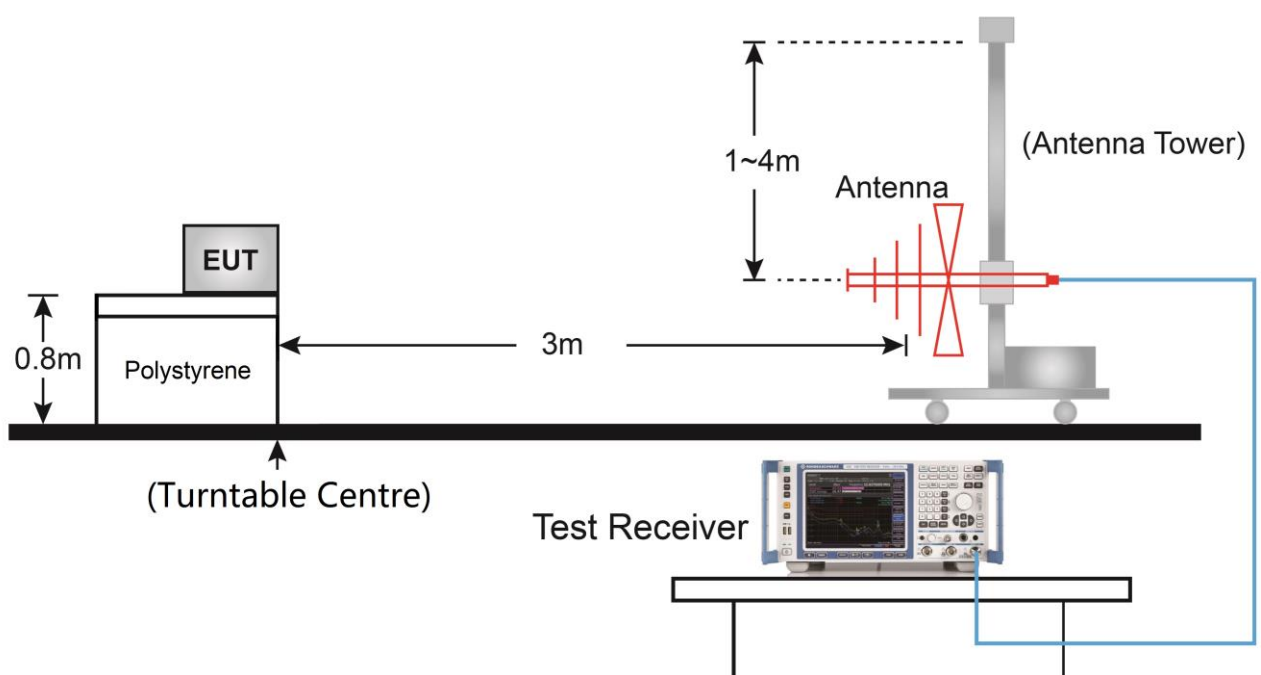 1~4m
(Antenna Tower)
Antenna
EUT
0.8m
Polystyrene
3m
(Turntable Centre)
Test Receiver